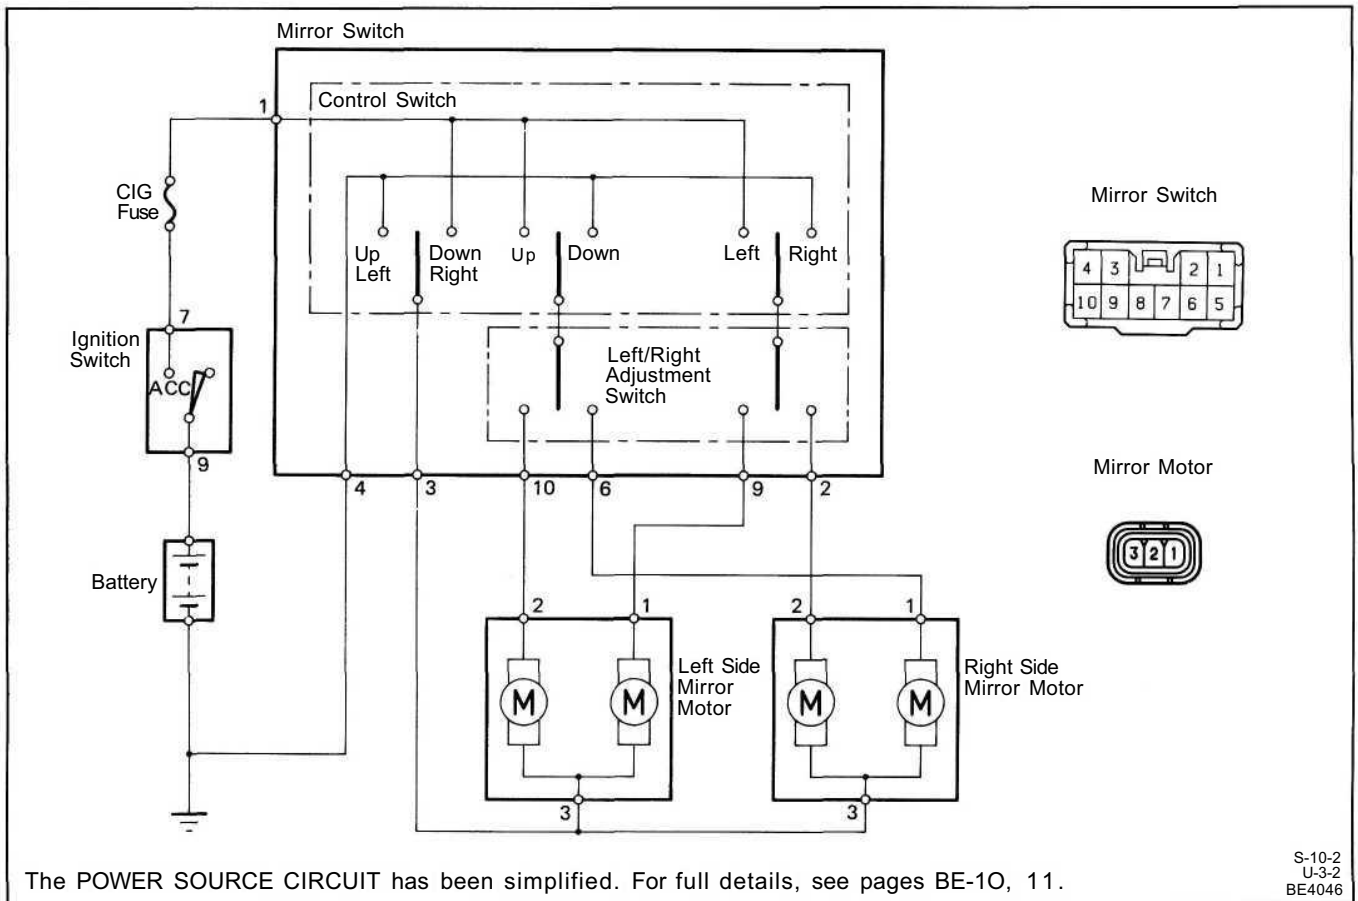 Mirror Switch
Control Switch
1
CIG
Fuse
Up
Left
Down
Right
Up
Down
Left
Right
7
Ignition
Switch
ACC
9
Left/Right
Adjustment
Switch
4
3
10
6
9
2
Battery
2
1
2
1
M
M
Left Side
Mirror
Motor
M
M
Right Side
Mirror Motor
3
3
Mirror Switch
4 3 2 1
10 9 8 7 6 5
Mirror Motor
3 2 1
The POWER SOURCE CIRCUIT has been simplified. For full details, see pages BE-1O, 11.
S-10-2
U-3-2
BE4046